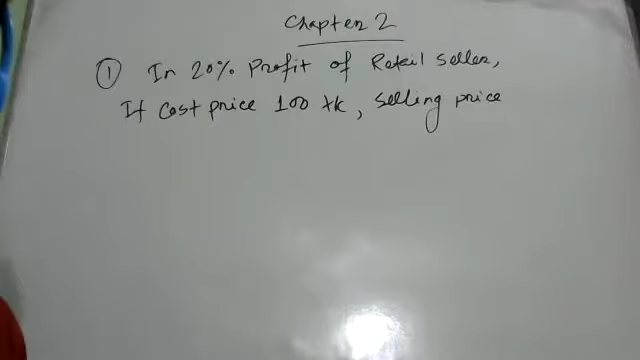 Chapter 2
① In 20% Profit of Retail seller,
If Cost price 100 tk, selling price